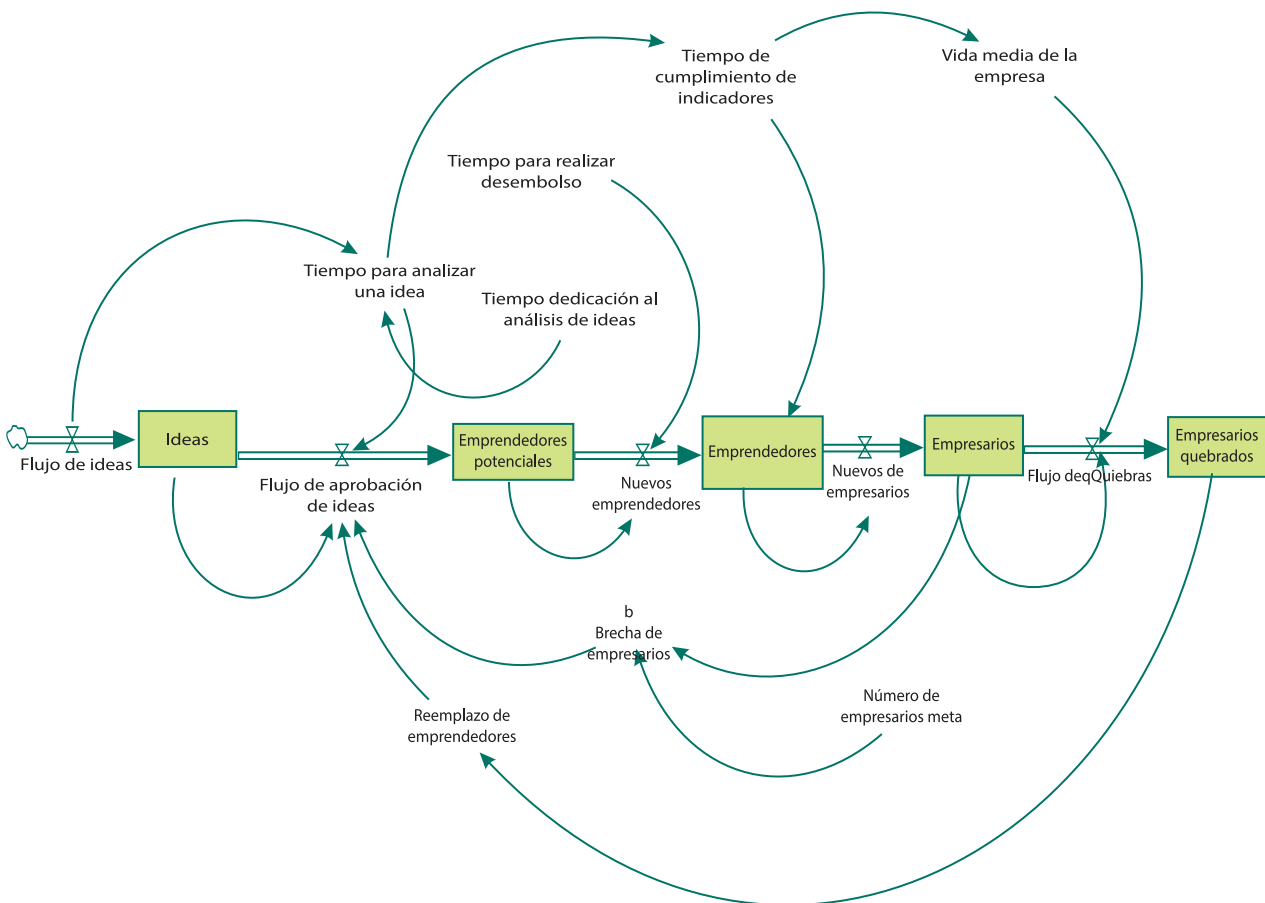 Tiempo de
cumplimiento de
indicadores
Vida media de la
empresa
Tiempo para realizar
desembolso
Tiempo para analizar
una idea
Tiempo dedicación al
análisis de ideas
Ideas
Flujo de ideas
Flujo de aprobación
de ideas
Emprendedores
potenciales
Nuevos
emprendedores
Emprendedores
Nuevos de
empresarios
Empresarios
Flujo deqQuiebras
Empresarios
quebrados
b
Brecha de
empresarios
Número de
empresarios meta
Reemplazo de
emprendedores